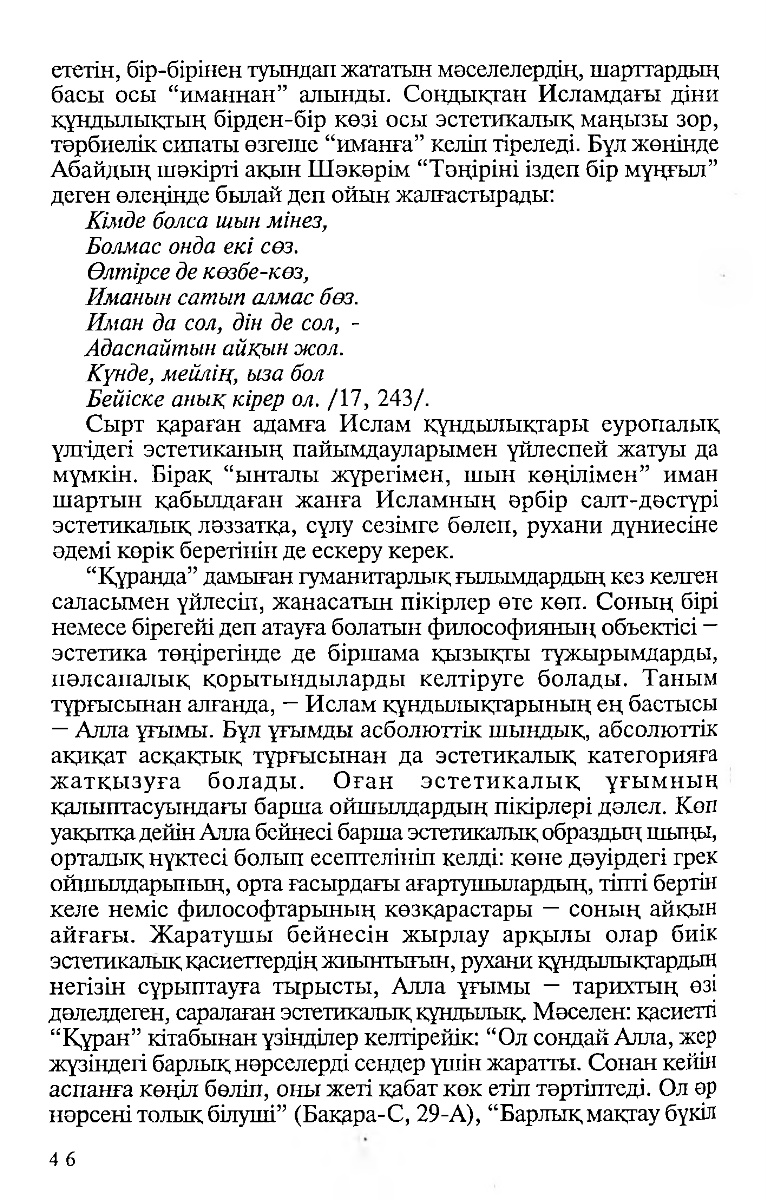 ететін, бір-бірінен туындап жататын мәселелердің, шарттардың
басы осы “иманнан” алынды. Сондықтан Исламдағы діни
құндылықтың бірден-бір көзі осы эстетикалық маңызы зор,
тәрбиелік сипаты өзгеше “иманға” келіп тіреледі. Бұл жөнінде
Абайдың шәкірті ақын Шәкәрім “Тәңіріні іздеп бір мұңғыл”
деген өлеңінде былай деп ойын жалғастырады:
Кімде болса шын мінез,
Болмас онда екі сөз.
Өлтірсе де көзбе-көз,
Иманын сатып алмас бөз.
Иман да сол, дін де сол, -
Адаспайтын айқын жол.
Күнде, мейлің, ыза бол
Бейіске анық кірер ол. /17, 243/.
Сырт қараған адамға Ислам құндылықтары еуропалық
үлгідегі эстетиканың пайымдауларымен үйлеспей жатуы да
мүмкін. Бірақ “ынталы жүрегімен, шын көңілімен” иман
шартын қабылдаған жанға Исламның әрбір салт-дәстүрі
эстетикалық ләззатқа, сұлу сезімге бөлеп, рухани дүниесіне
әдемі көрік беретінін де ескеру керек.
“Құранда” дамыған гуманитарлық ғылымдардың кез келген
саласымен үйлесіп, жанасатын пікірлер өте көп. Соның бірі
немесе бірегейі деп атауға болатын философияның объектісі —
эстетика төңірегінде де біршама қызықты тұжырымдарды,
пәлсапалық қорытындыларды келтіруге болады. Таным
тұрғысынан алғанда, — Ислам құндылықтарының ең бастысы
— Алла ұғымы. Бұл ұғымды асболюттік шындық, абсолюттік
ақиқат асқақтық тұрғысынан да эстетикалық категорияға
жатқызуға болады. Оған эстетикалық ұғымның
қалыптасуындағы барша ойшылдардың пікірлері дәлел. Көп
уақытқа дейін Алла бейнесі барша эстетикалық образдың шыңы,
орталық нүктесі болып есептелініп келді: көне дәуірдегі грек
ойшылдарының, орта ғасырдағы ағартушылардың, тіпті бертін
келе неміс философтарының көзқарастары — соның айқын
айғағы. Жаратушы бейнесін жырлау арқылы олар биік
эстетикалық қасиеттердің жиынтығын, рухани құндылықтардың
негізін сұрыптауға тырысты, Алла ұғымы — тарихтың өзі
дәлелдеген, саралаған эстетикалық құндылық. Мәселен: қасиетті
“Құран” кітабынан үзінділер келтірейік: “Ол сондай Алла, жер
жүзіндегі барлық нәрселерді сендер үшін жаратты. Сонан кейін
аспанға көңіл бөліп, оны жеті қабат көк етіп тәртіптеді. Ол әр
нәрсені толық білуші” (Бақара-С, 29-А), “Барлық мақтау бүкіл
46